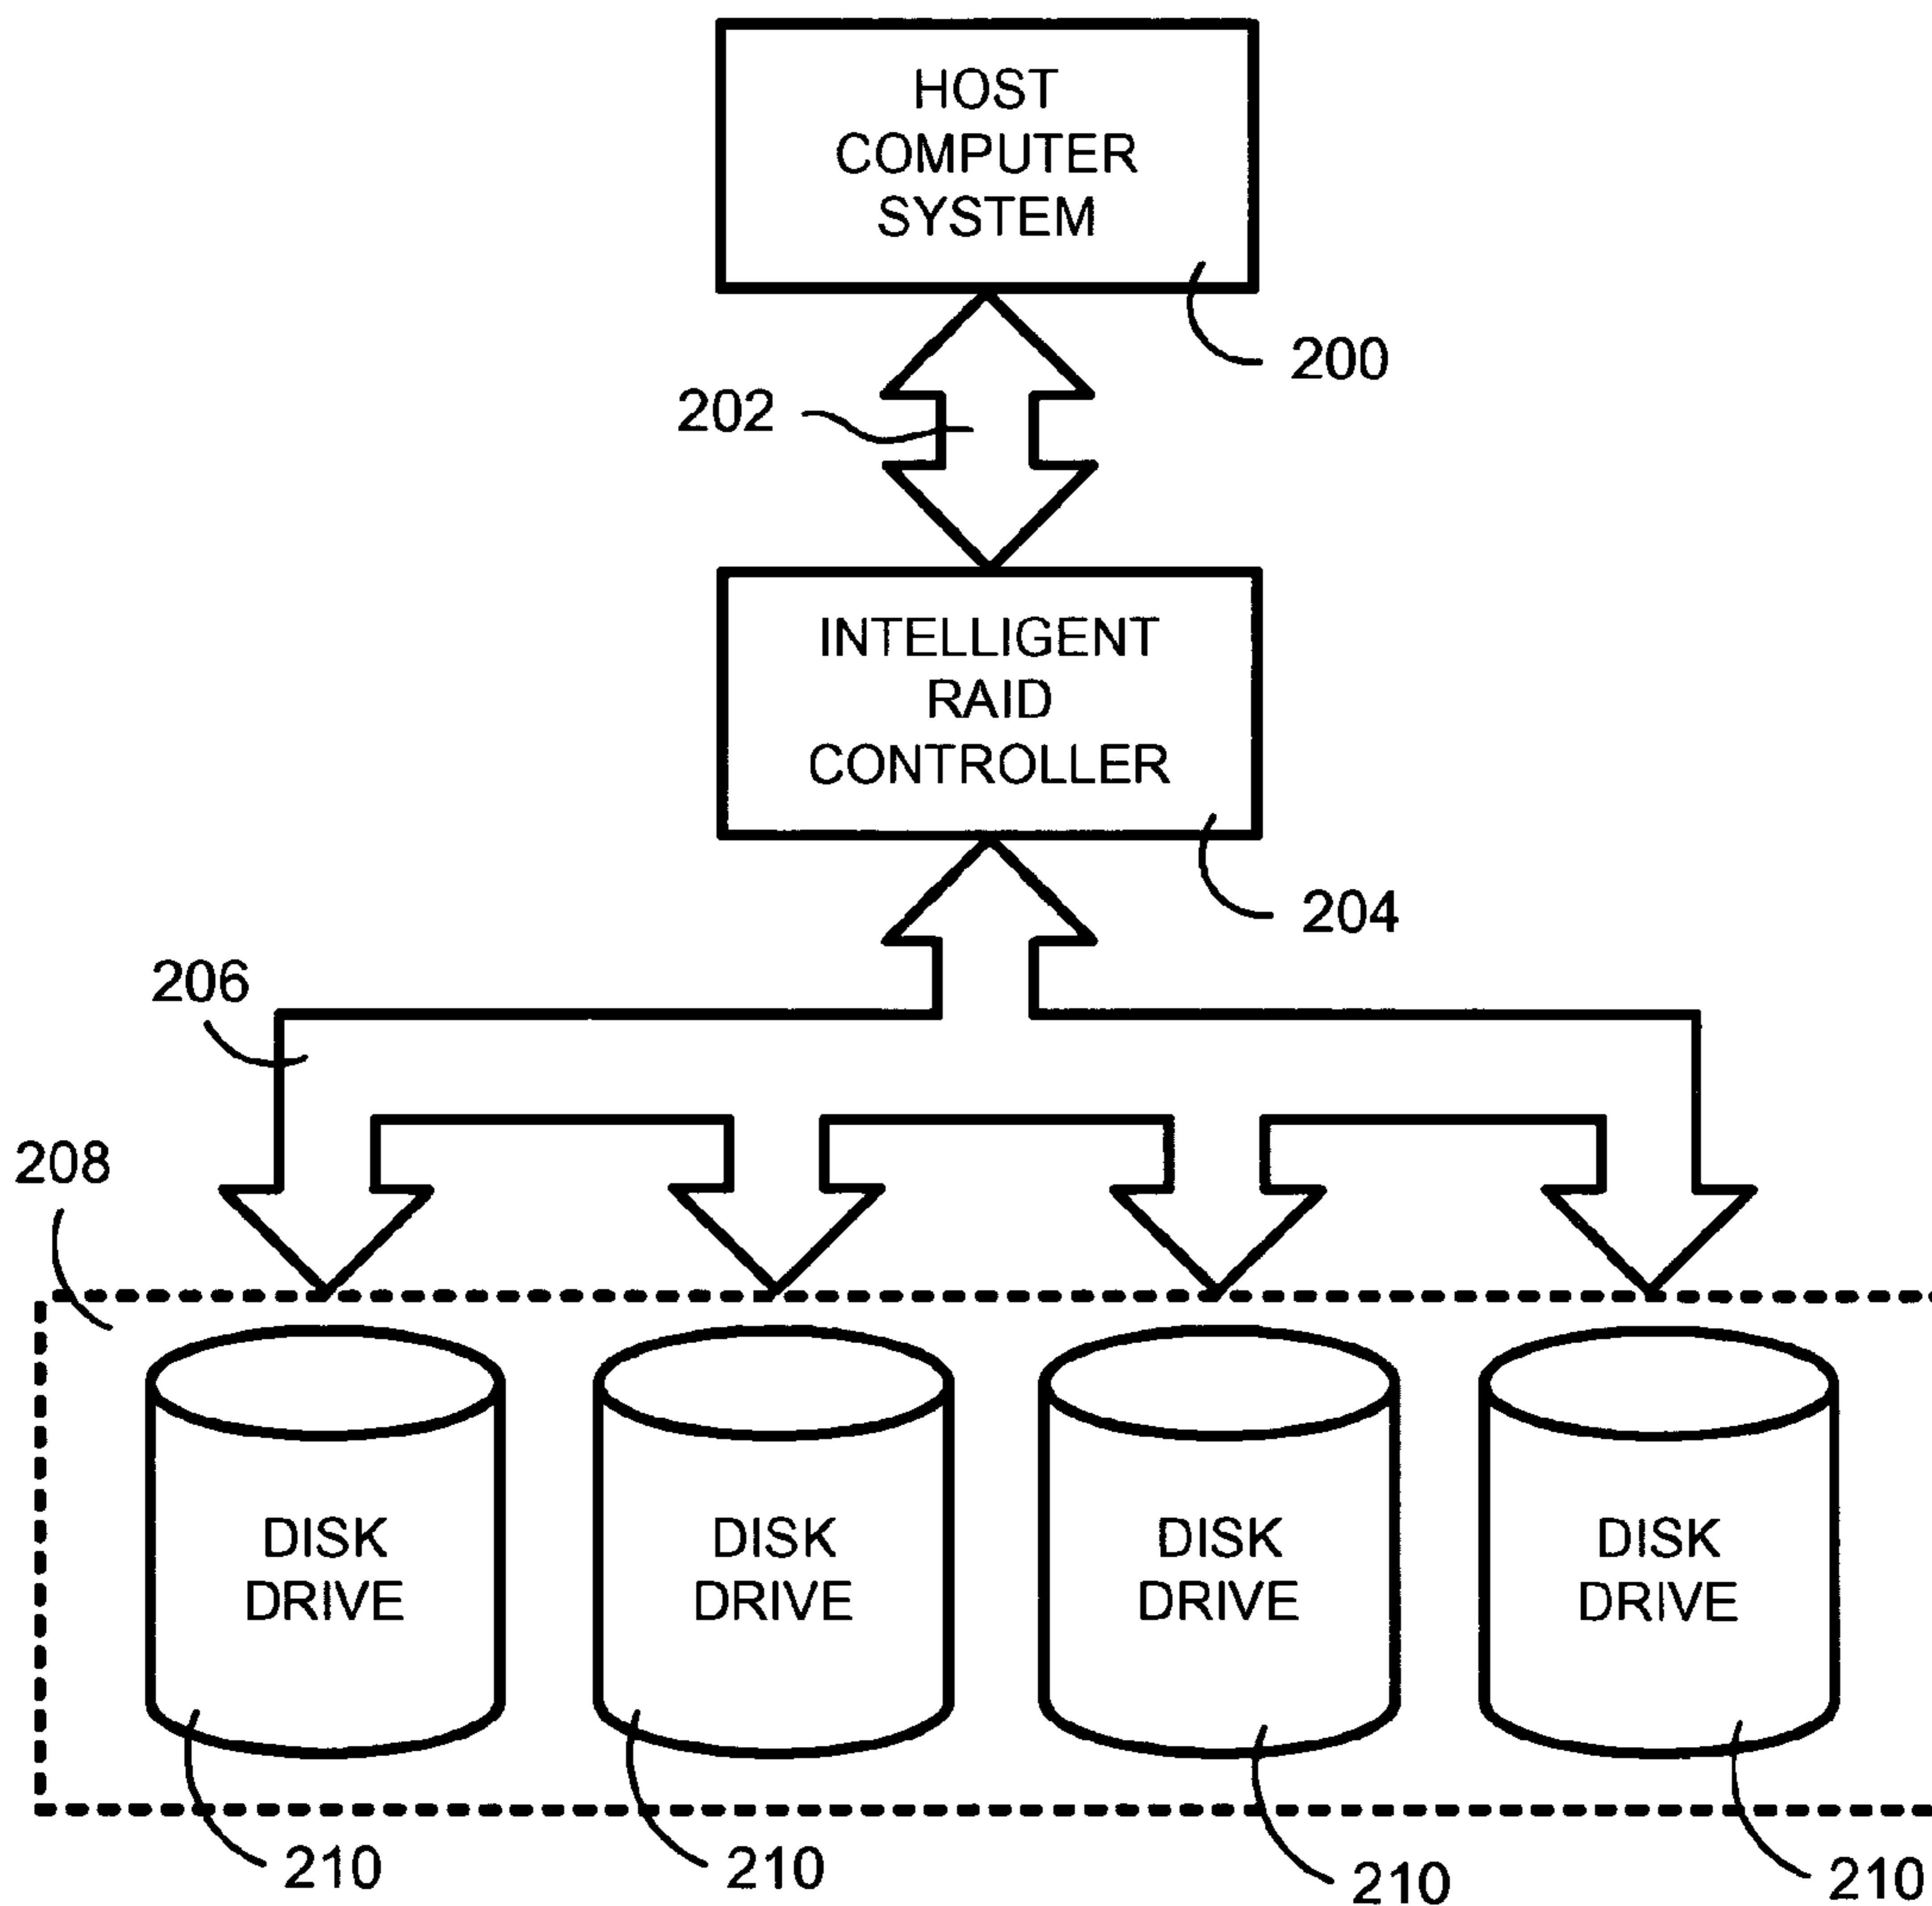 HOST
COMPUTER
SYSTEM
200
202
INTELLIGENT
RAID
CONTROLLER
204
206
208
DISK
DRIVE
DISK
DRIVE
DISK
DRIVE
DISK
DRIVE
210
210
210
210